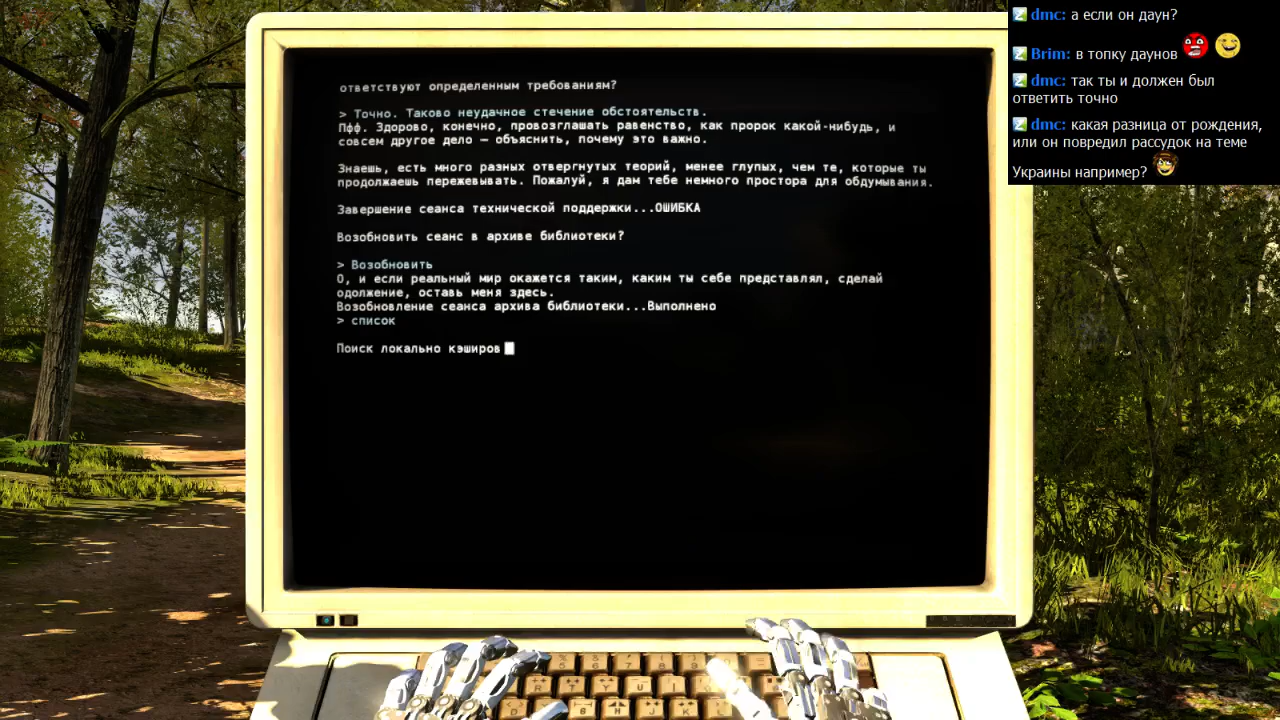 ответствуют определенным требованиям?
> Точно. Таково неудачное стечение обстоятельств.
Пфф. Здорово, конечно, провозглашать равенство, как пророк какой-нибудь, и
совсем другое дело — объяснить, почему это важно.
Знаешь, есть много разных отвергнутых теорий, менее глупых, чем те, которые ты
продолжаешь пережевывать. Пожалуй, я дам тебе немного простора для обдумывания.
Завершение сеанса технической поддержки...ОШИБКА
Возобновить сеанс в архиве библиотеки?
> Возобновить
О, и если реальный мир окажется таким, каким ты себе представлял, сделай
одолжение, оставь меня здесь.
Возобновление сеанса архива библиотеки...Выполнено
> список
Поиск локально кэширов
dmc: а если он даун?
Brim: в топку даунов
dmc: так ты и должен был
ответить точно
dmc: какая разница от рождения,
или он повредил рассудок на теме
Украины например?